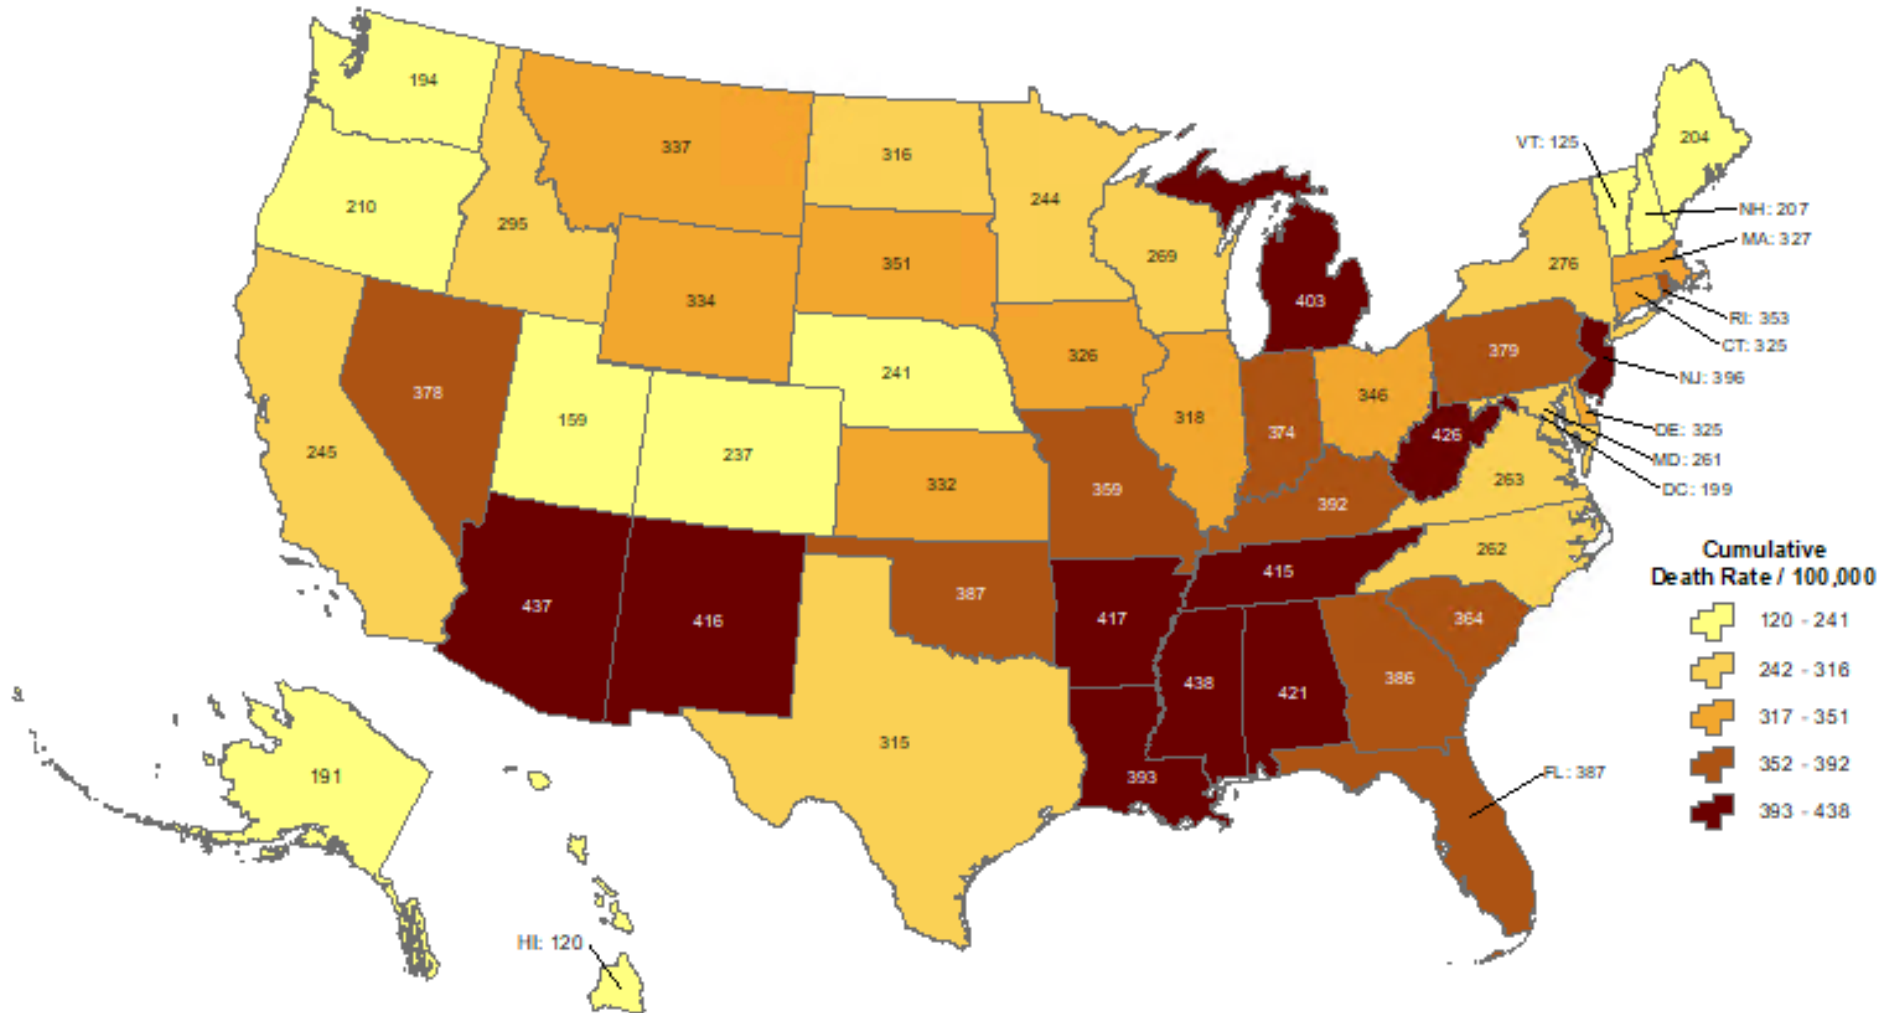 194
337
316
244
204
VT: 125
210
295
351
269
276
NH: 207
MA: 327
334
403
RI: 353
CT: 325
378
241
326
379
NJ: 396
159
318
374
346
426
DE: 325
245
237
332
359
392
263
MD: 261
DC: 199
262
437
416
387
417
415
364
438
421
386
191
315
393
FL: 387
HI: 120
Cumulative
Death Rate / 100,000
120 - 241
242 - 316
317 - 351
352 - 392
393 - 438